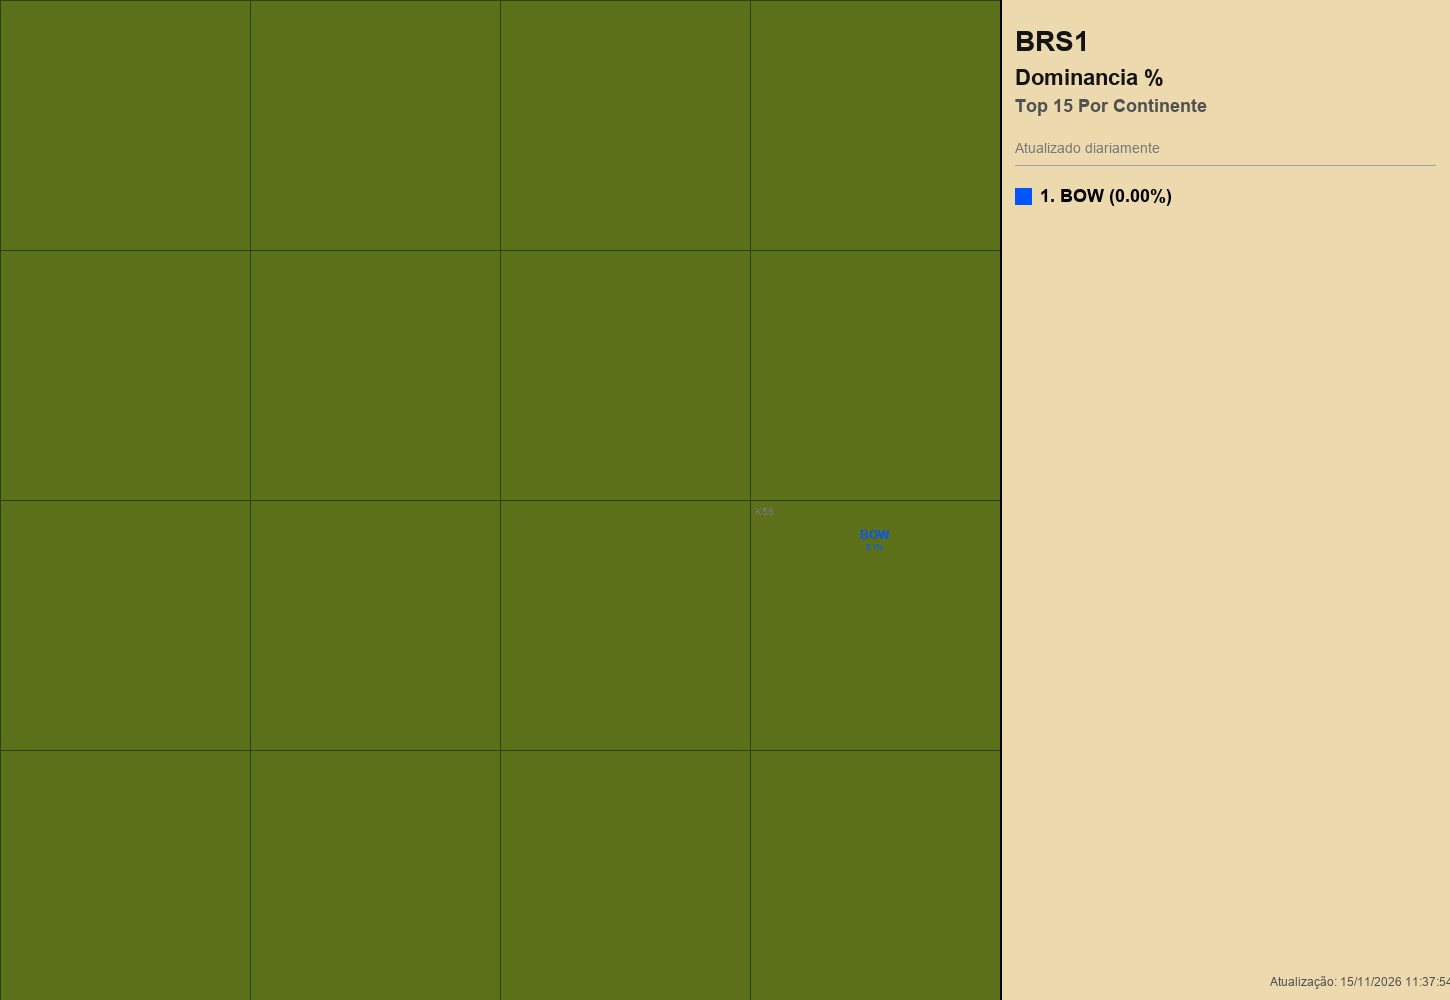 BRS1
Dominancia %
Top 15 Por Continente
Atualizado diariamente
1. BOW (0.00%)
K56
BOW
Atualização: 15/11/2026 11:37:54